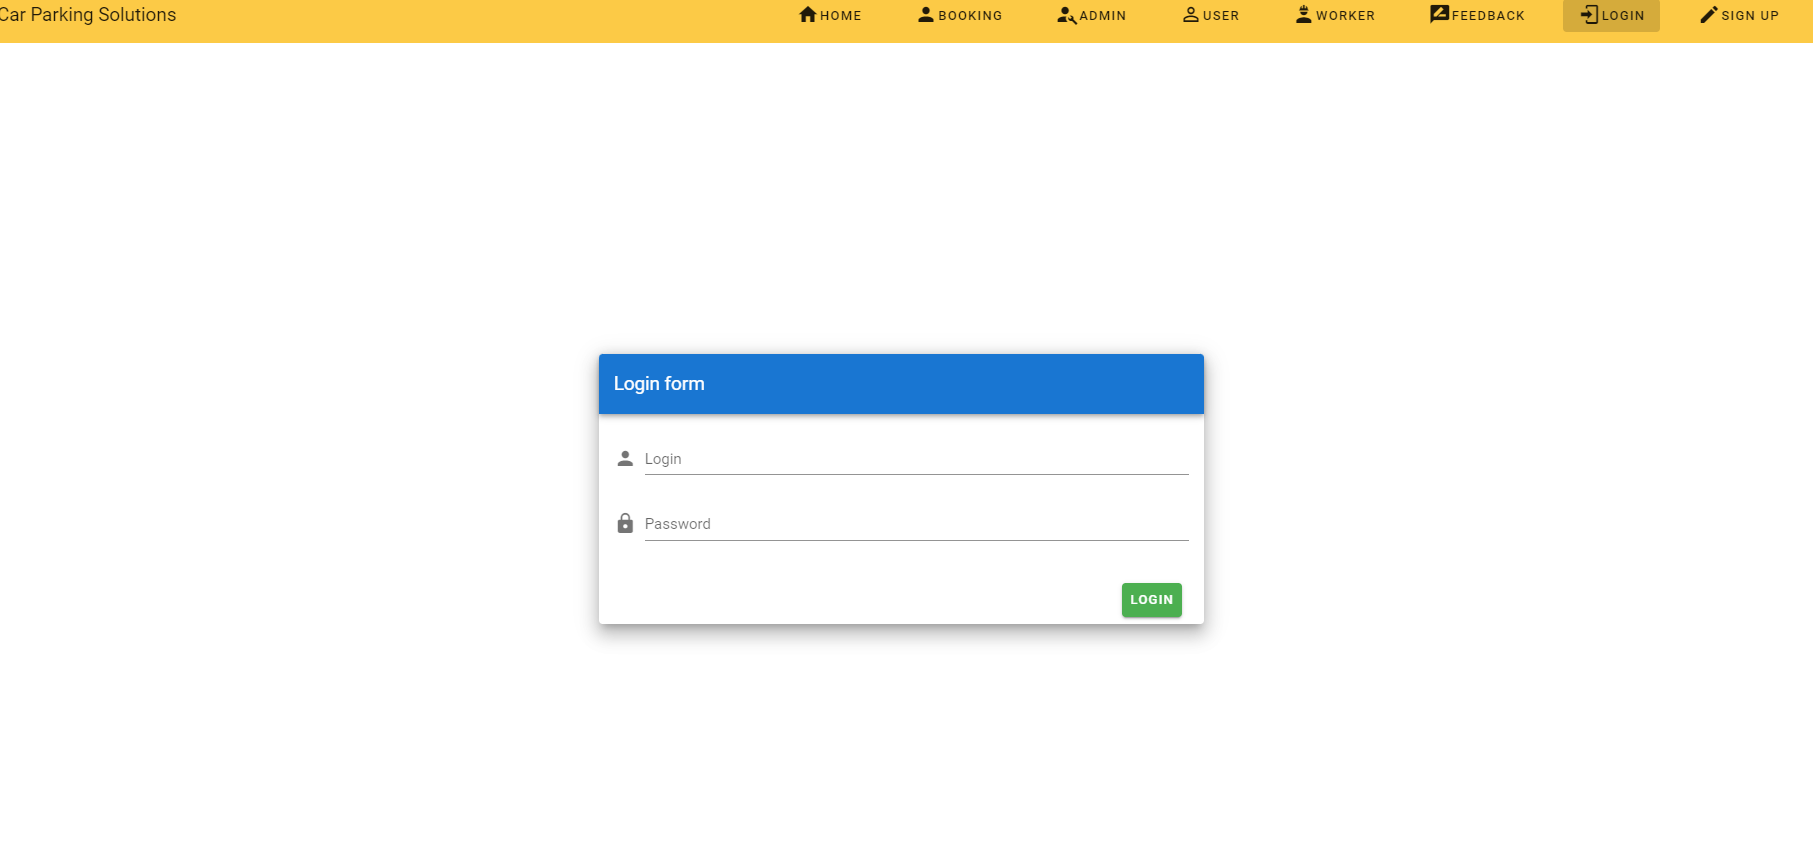 Car Parking Solutions HOME BOOKING ADMIN USER WORKER FEEDBACK LOGIN SIGN UP
Login form
Login
Password
LOGIN